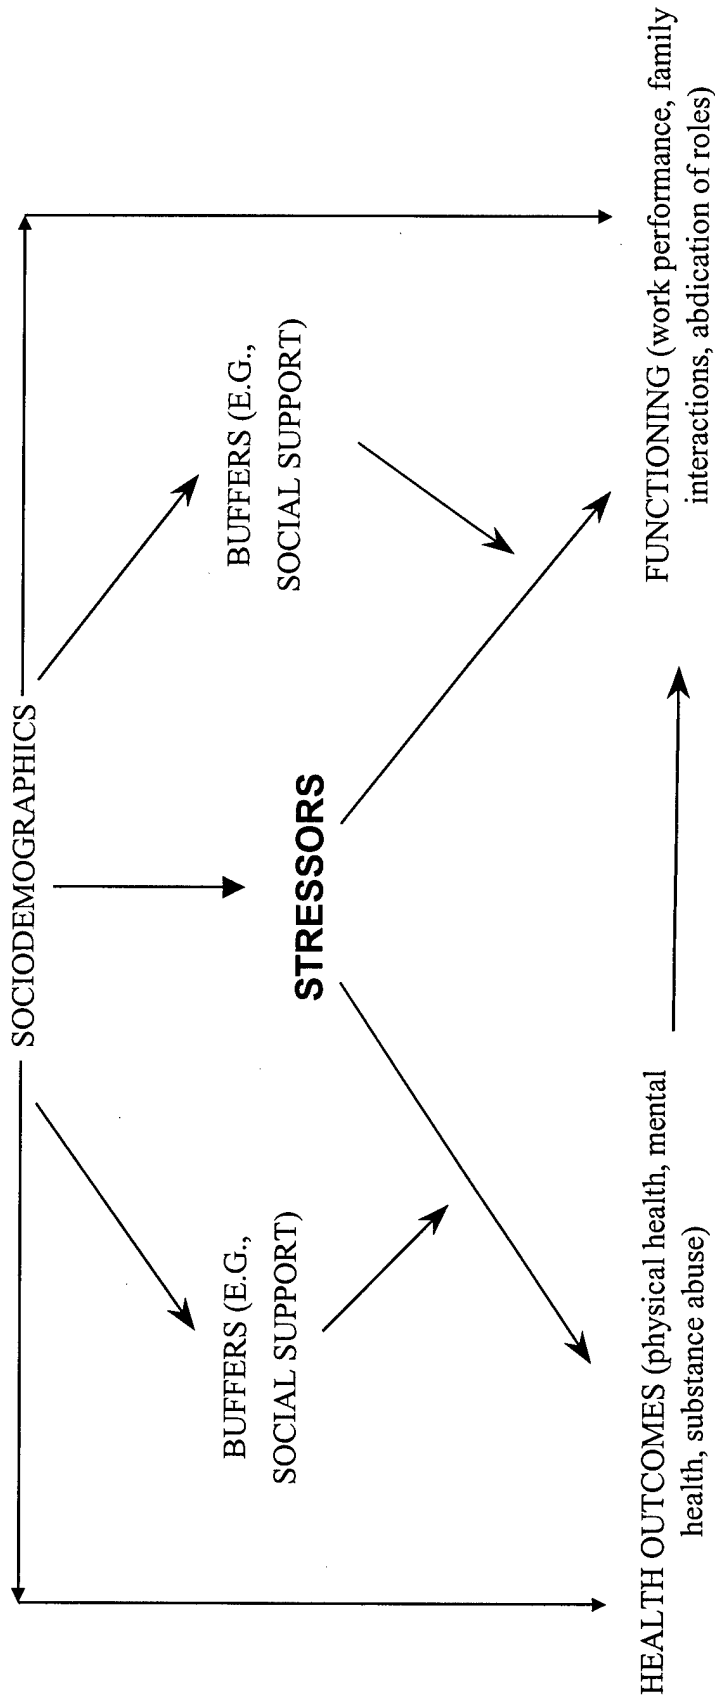 SOCIODEMOGRAPHICS
BUFFERS (E.G.,
SOCIAL SUPPORT)
BUFFERS (E.G.,
SOCIAL SUPPORT)
STRESSORS
HEALTH OUTCOMES (physical health, mental
health, substance abuse)
FUNCTIONING (work performance, family
interactions, abdication of roles)